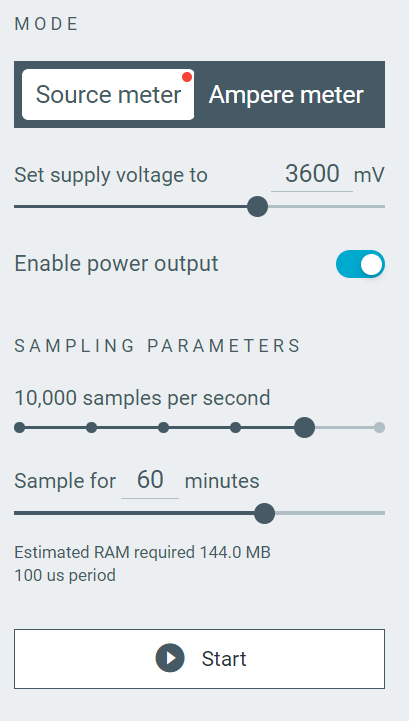 MODE
Source meter Ampere meter
Set supply voltage to 3600 mV
Enable power output
SAMPLING PARAMETERS
10,000 samples per second
Sample for 60 minutes
Estimated RAM required 144.0 MB
100 us period
Start